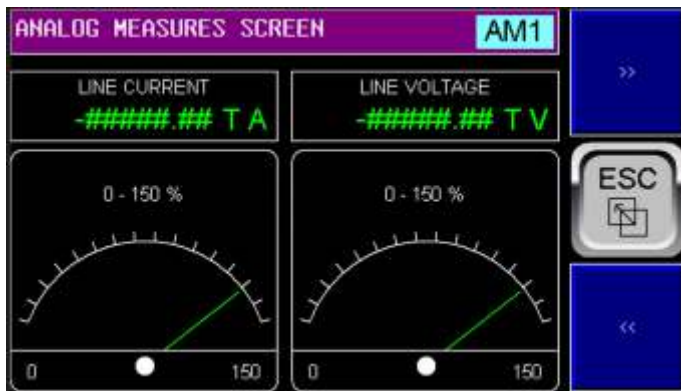 ANALOG MEASURES SCREEN
AM1
LINE CURRENT
-#####.## T A
LINE VOLTAGE
-#####.## T V
0 - 150 %
0 150
0 - 150 %
0 150
>>
ESC
<<